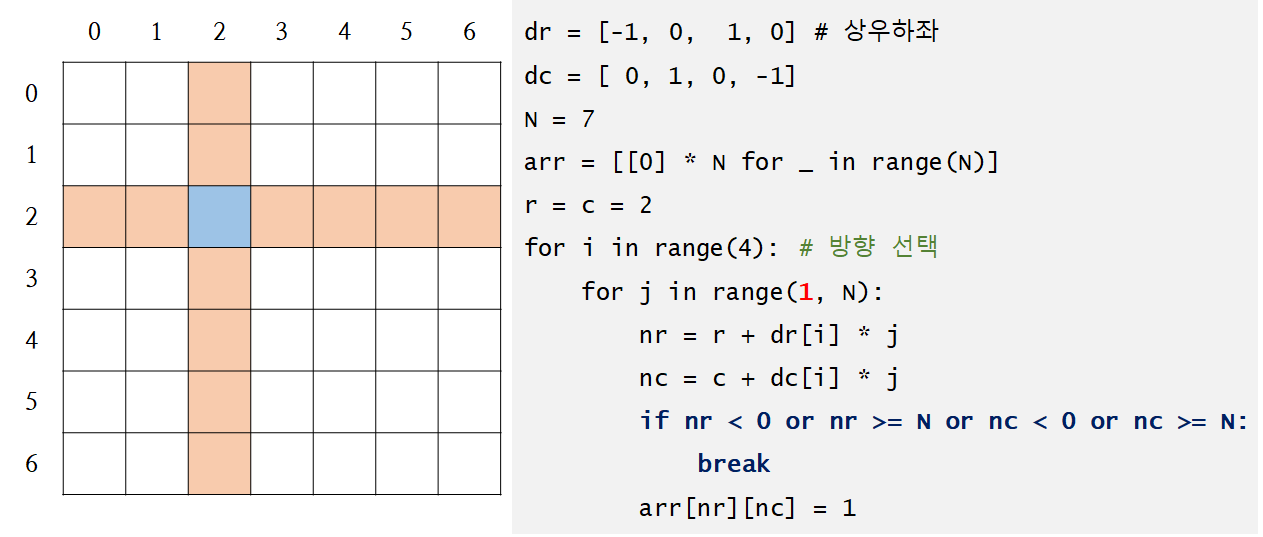 0 1 2 3 4 5 6
0
1
2
3
4
5
6
dr = [-1, 0,  1, 0] # 상우하좌
dc = [ 0, 1, 0, -1]
N = 7
arr = [[0] * N for _ in range(N)]
r = c = 2
for i in range(4): # 방향 선택
    for j in range(1, N):
        nr = r + dr[i] * j
        nc = c + dc[i] * j
        if nr < 0 or nr >= N or nc < 0 or nc >= N:
            break
        arr[nr][nc] = 1